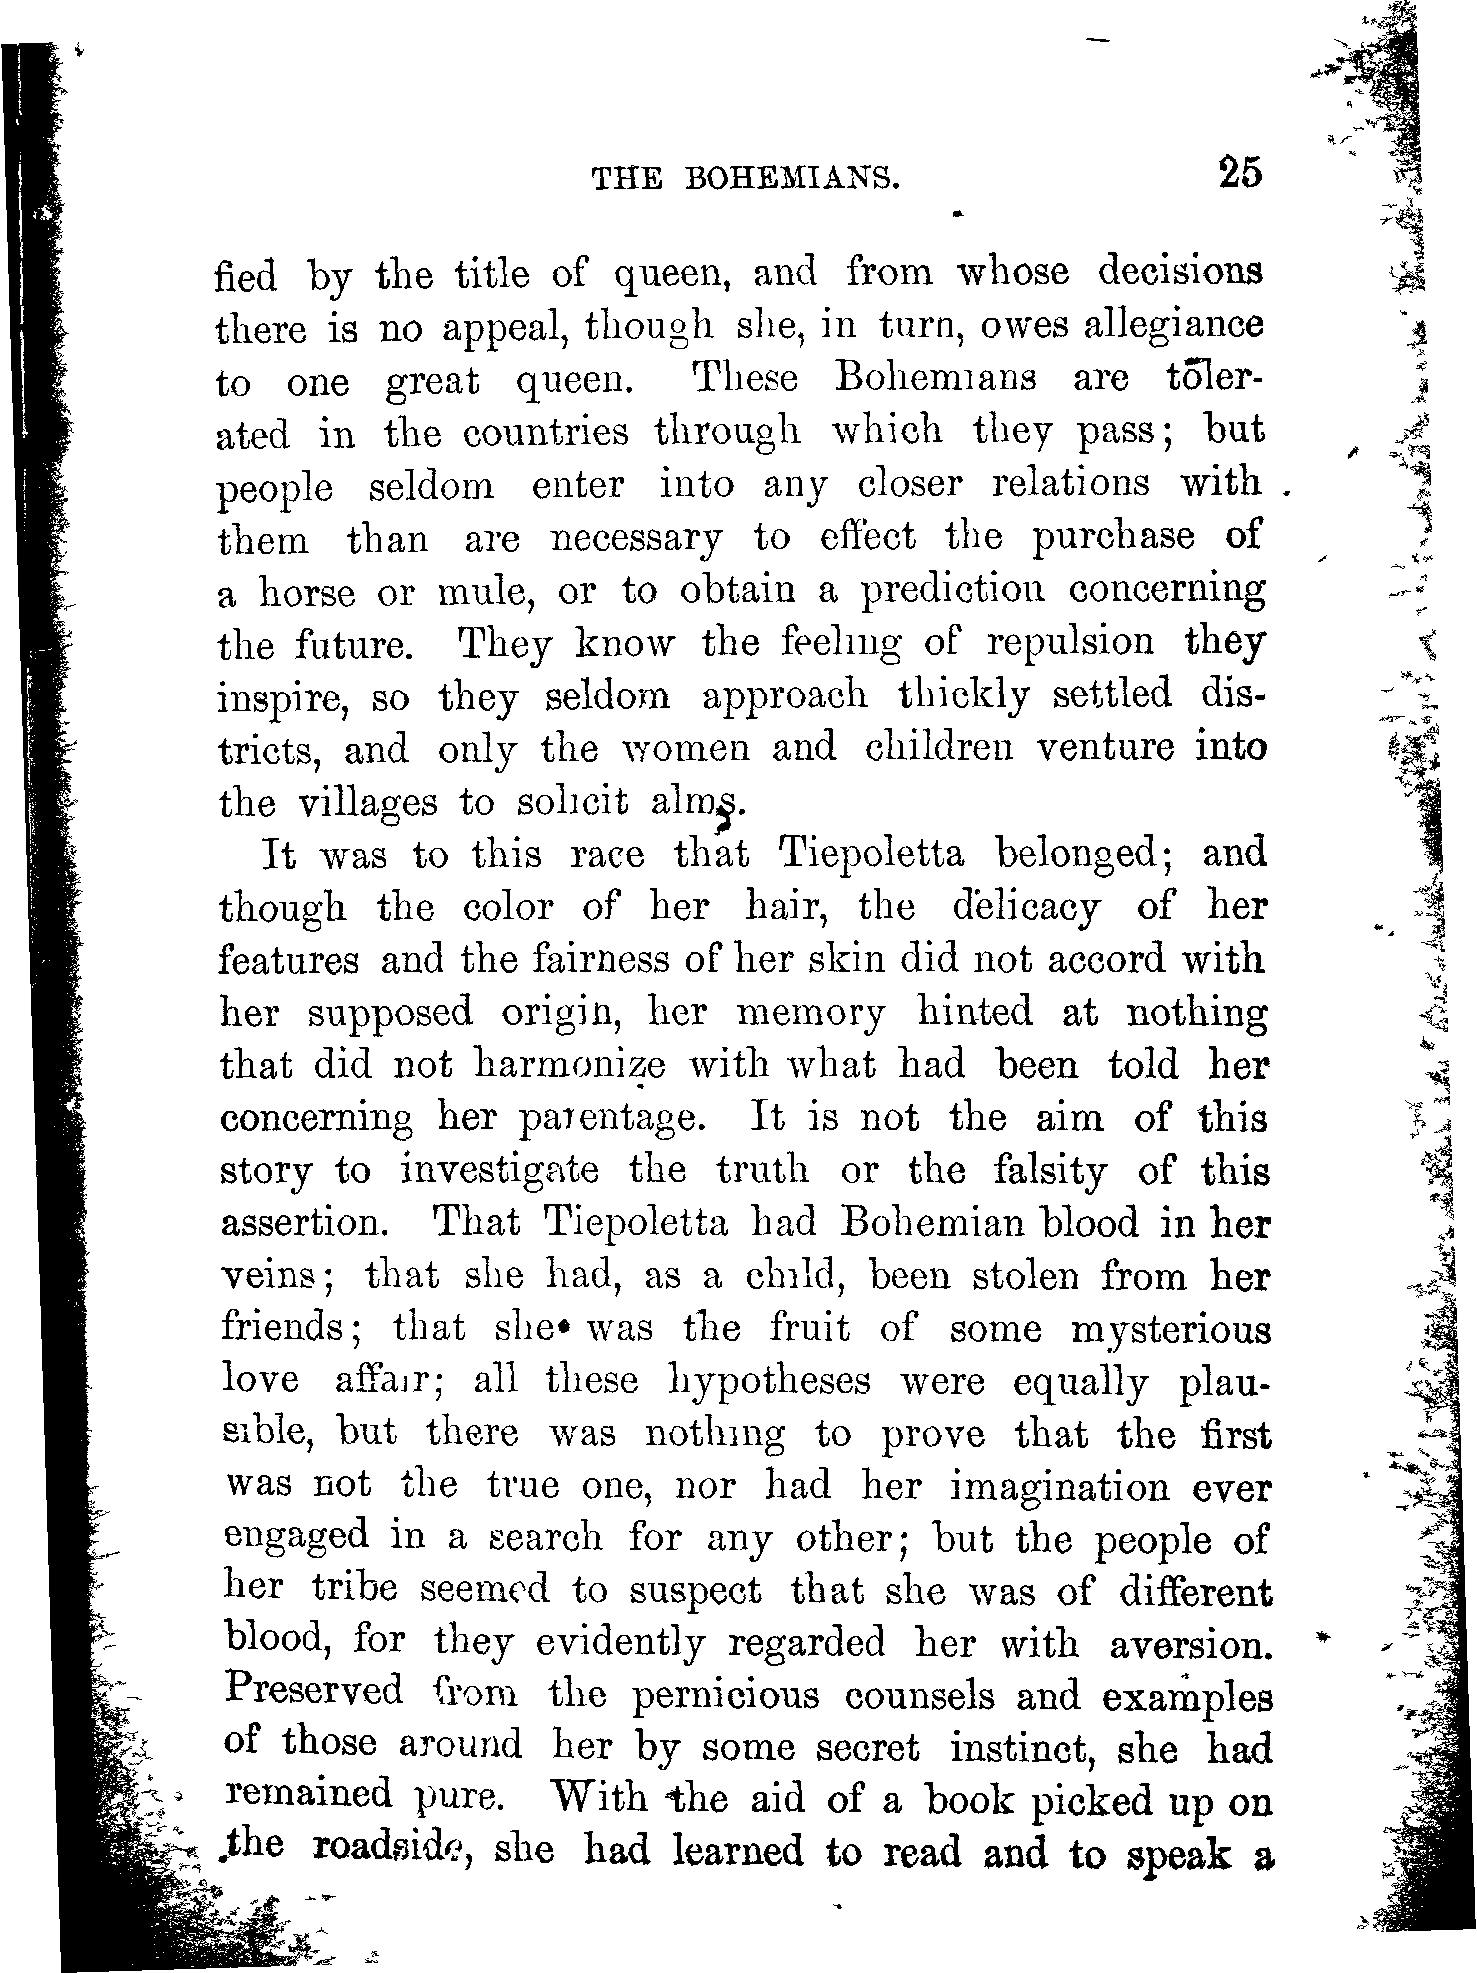 THE BOHEMIANS. 25
fied by the title of queen, and from whose decisions
there is no appeal, though she, in turn, owes allegiance
to one great queen. These Bohemians are toler-
ated in the countries through which they pass; but
people seldom enter into any closer relations with
them than are necessary to effect the purchase of
a horse or mule, or to obtain a prediction concerning
the future. They know the feeling of repulsion they
inspire, so they seldom approach thickly settled dis-
tricts, and only the women and children venture into
the villages to solicit alms.
It was to this race that Tiepoletta belonged; and
though the color of her hair, the delicacy of her
features and the fairness of her skin did not accord with
her supposed origin, her memory hinted at nothing
that did not harmonize with what had been told her
concerning her parentage. It is not the aim of this
story to investigate the truth or the falsity of this
assertion. That Tiepoletta had Bohemian blood in her
veins; that she had, as a child, been stolen from her
friends; that she was the fruit of some mysterious
love affair; all these hypotheses were equally plau-
sible, but there was nothing to prove that the first
was not the true one, nor had her imagination ever
engaged in a search for any other; but the people of
her tribe seemed to suspect that she was of different
blood, for they evidently regarded her with aversion.
Preserved from the pernicious counsels and examples
of those around her by some secret instinct, she had
remained pure. With the aid of a book picked up on
the roadside, she had learned to read and to speak a